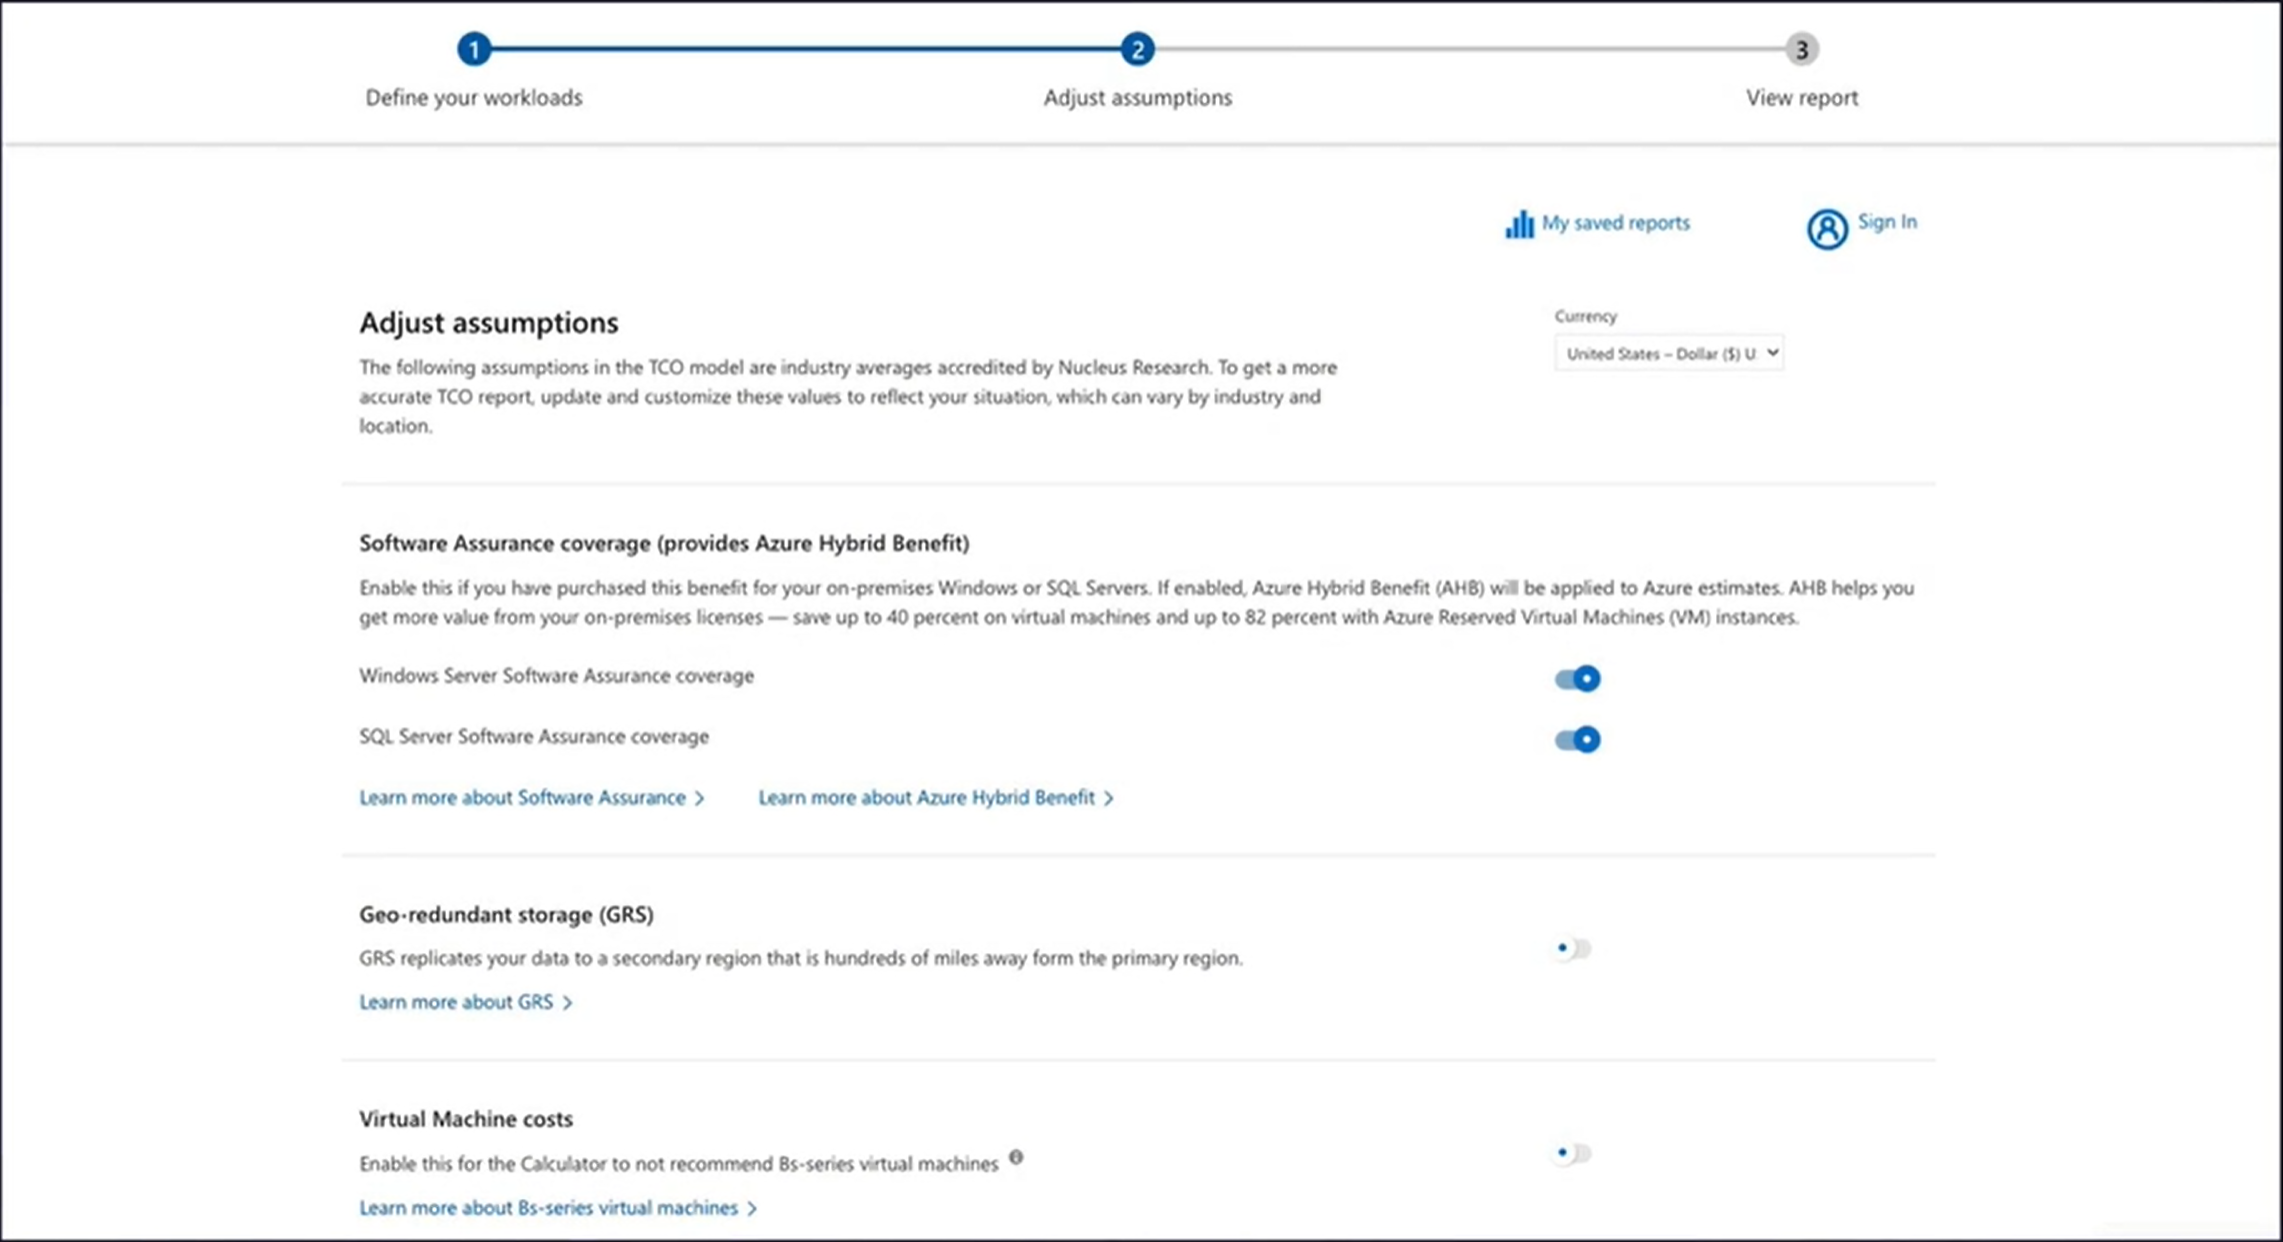 1
2
3
Define your workloads
Adjust assumptions
View report
My saved reports
Sign In
Adjust assumptions
The following assumptions in the TCO model are industry averages accredited by Nucleus Research. To get a more
accurate TCO report, update and customize these values to reflect your situation, which can vary by industry and
location.
Currency
United States – Dollar ($) U
Software Assurance coverage (provides Azure Hybrid Benefit)
Enable this if you have purchased this benefit for your on-premises Windows or SQL Servers. If enabled, Azure Hybrid Benefit (AHB) will be applied to Azure estimates. AHB helps you
get more value from your on-premises licenses — save up to 40 percent on virtual machines and up to 82 percent with Azure Reserved Virtual Machines (VM) instances.
Windows Server Software Assurance coverage
SQL Server Software Assurance coverage
Learn more about Software Assurance >
Learn more about Azure Hybrid Benefit >
Geo-redundant storage (GRS)
GRS replicates your data to a secondary region that is hundreds of miles away form the primary region.
Learn more about GRS >
Virtual Machine costs
Enable this for the Calculator to not recommend Bs-series virtual machines
Learn more about Bs-series virtual machines >